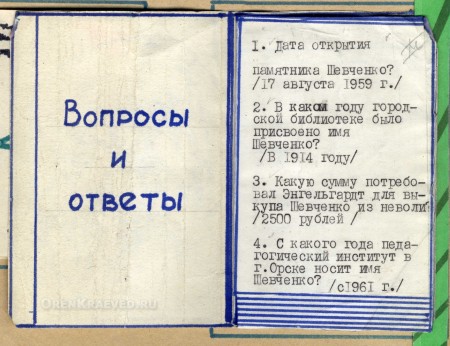 Вопросы
и
ответы
ORENKRAEVED.RU
1. Дата открытия
памятника Шевченко?
/17 августа 1959 г./
2. В каком году город-
ской библиотеке было
присвоено имя
Шевченко?
/В 1914 году/
3. Какую сумму потребо-
вал Энгельгардт для вы-
купа Шевченко из неволи
/2500 рублей /
4. С какого года педа-
гогический институт в
г.Орске носит имя
Шевченко?
/с1961 г./